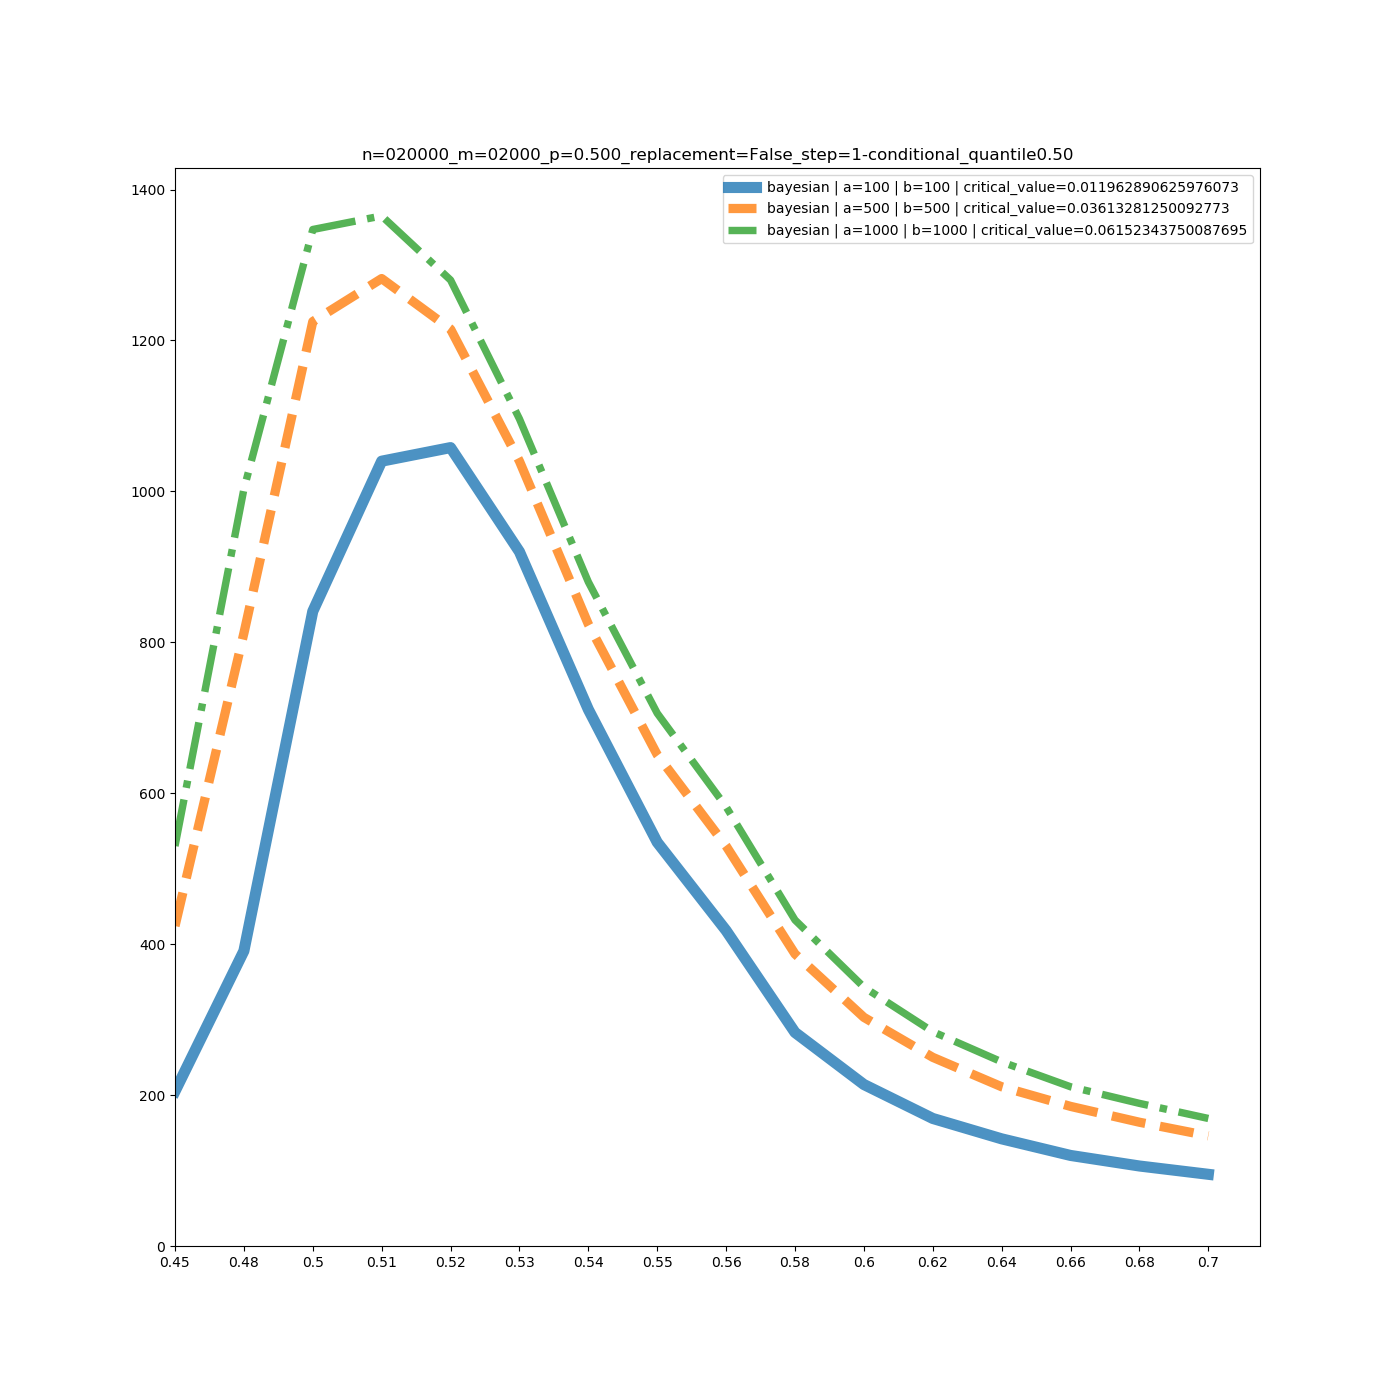 n=020000_m=02000_p=0.500_replacement=False_step=1-conditional_quantile0.50
bayesian | a=100 | b=100 | critical_value=0.011962890625976073
bayesian | a=500 | b=500 | critical_value=0.03613281250092773
bayesian | a=1000 | b=1000 | critical_value=0.06152343750087695
1400
1200
1000
800
600
400
200
0
0.45 0.48 0.5 0.51 0.52 0.53 0.54 0.55 0.56 0.58 0.6 0.62 0.64 0.66 0.68 0.7